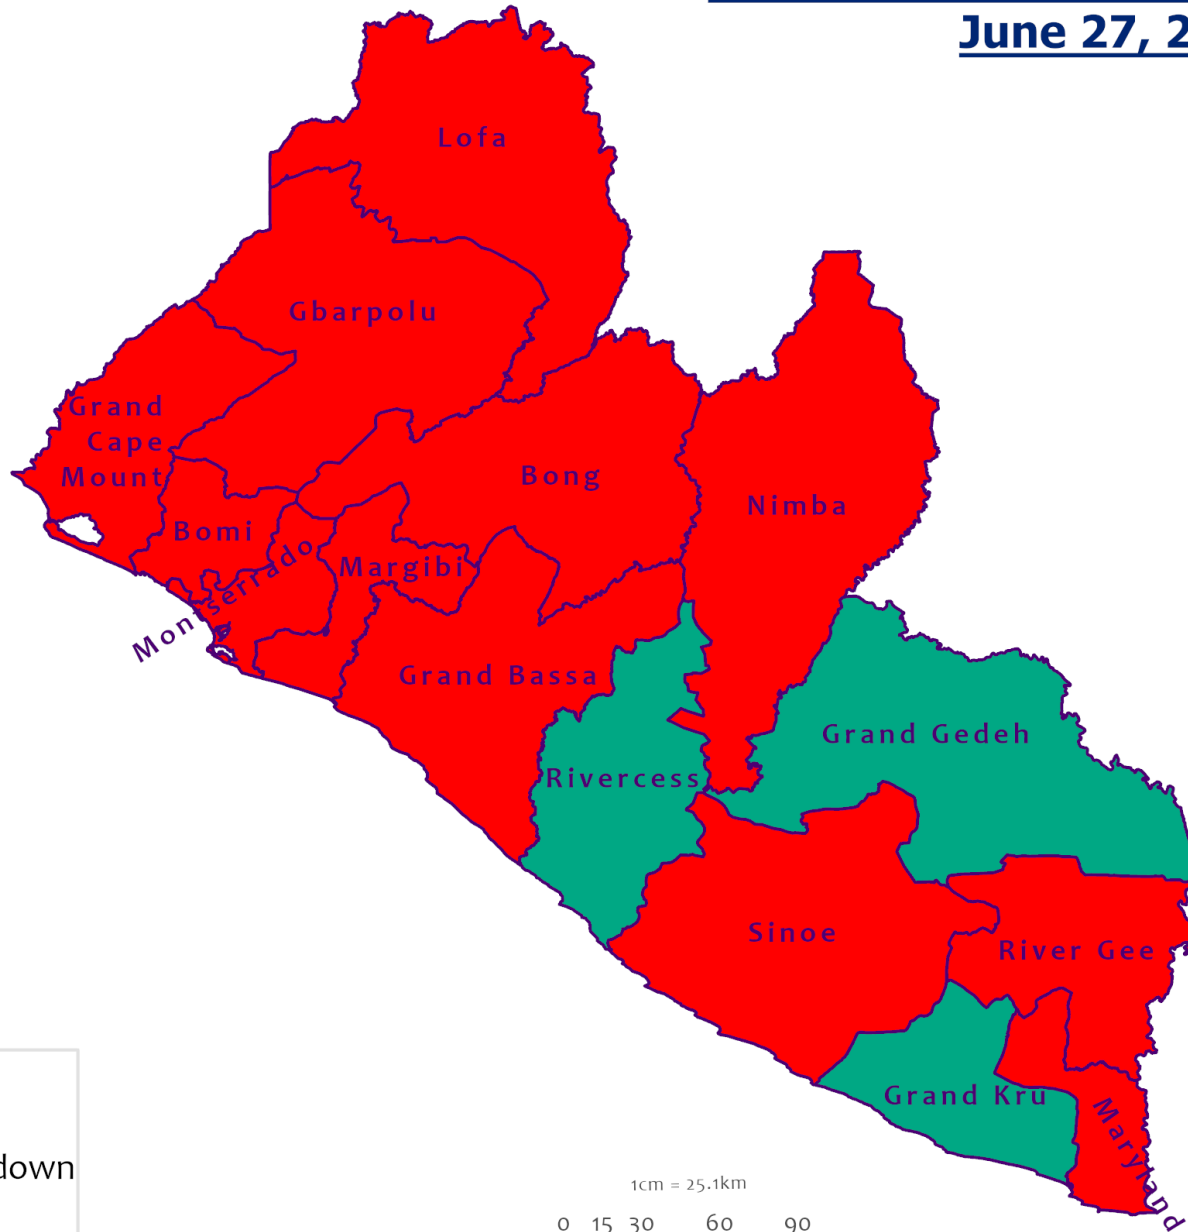 June 27, 2
Lofa
Gbarpolu
Grand
Cape
Mount
Bong
Nimba
Bomi
Montserrado
Margibi
Grand Bassa
Grand Gedeh
Rivercess
Sinoe
River Gee
Grand Kru
Maryland
down
1cm = 25.1km
0 15 30 60 90